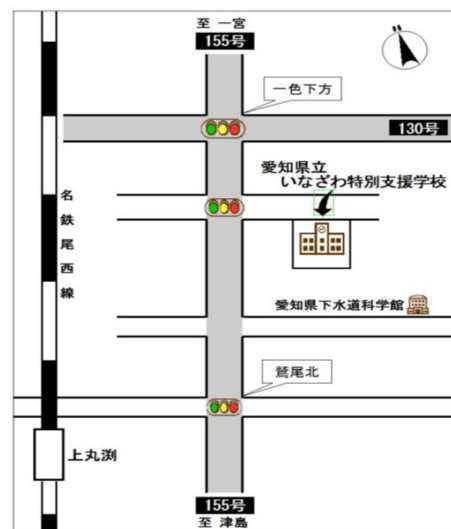 至 一宮
155号
一色下方
130号
愛知県立
いなざわ特別支援学校
名鉄尾西線
愛知県下水道科学館
鷲尾北
上丸渕
155号
至 津島